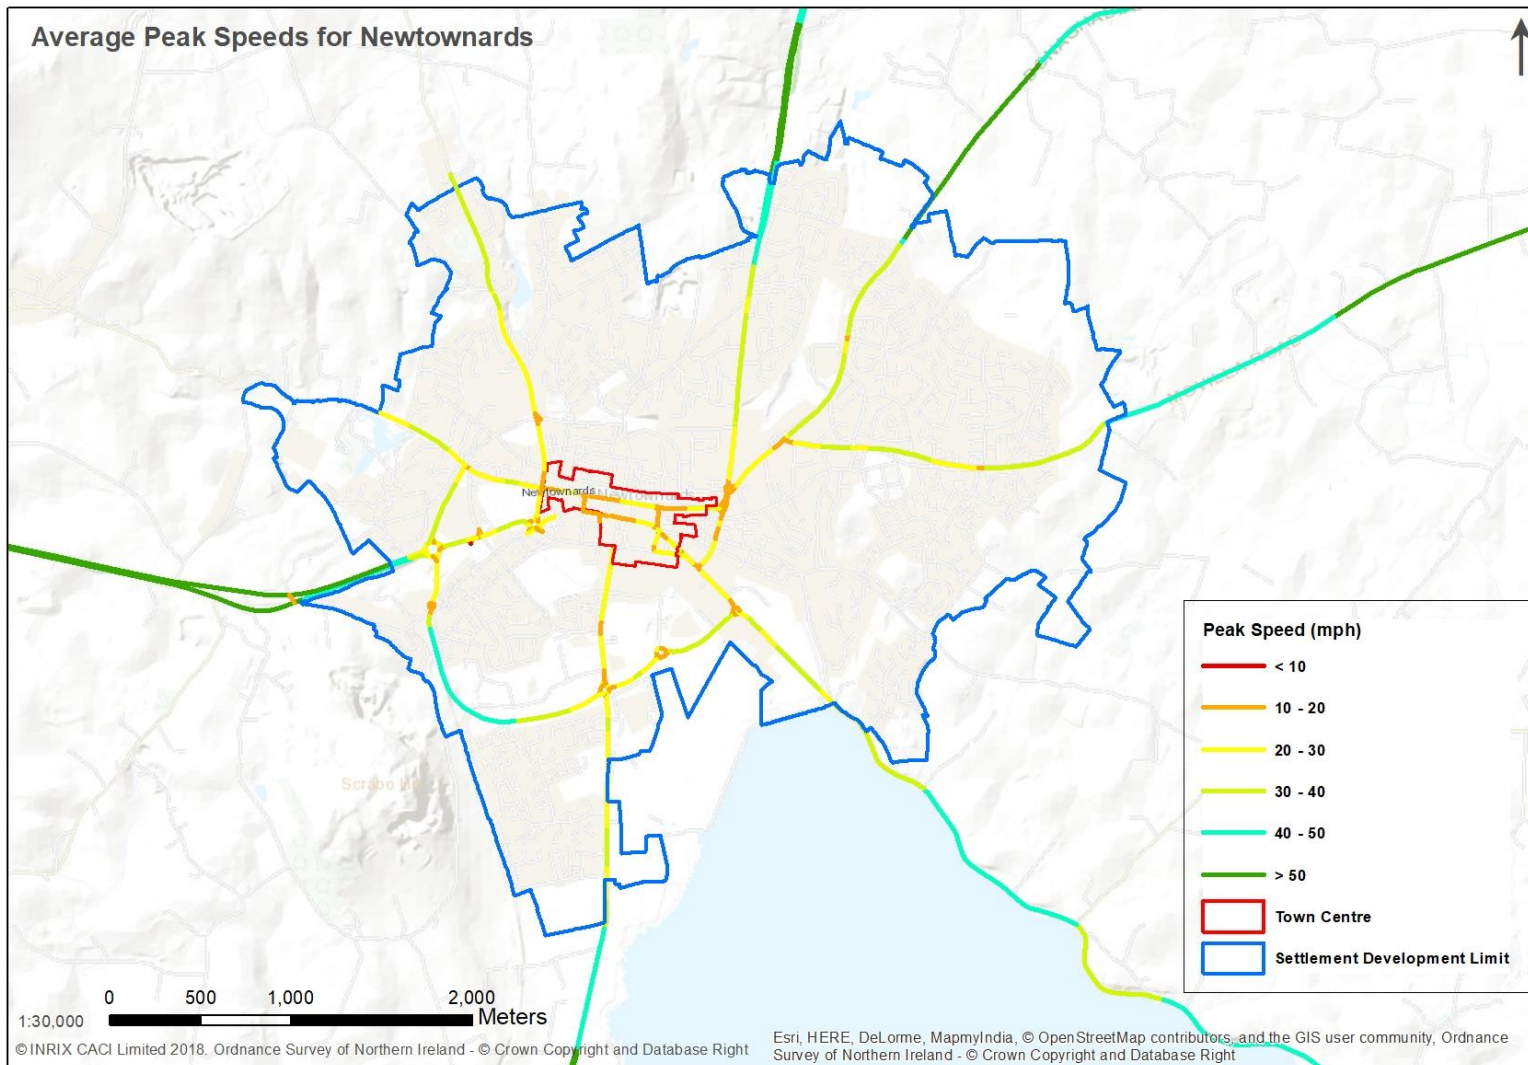 Average Peak Speeds for Newtownards
Newtownards
Newtownards
Scrabo
Peak Speed (mph)
< 10
10 - 20
20 - 30
30 - 40
40 - 50
> 50
Town Centre
Settlement Development Limit
0 500 1,000 2,000
Meters
1:30,000
© INRIX CACI Limited 2018. Ordnance Survey of Northern Ireland - © Crown Copyright and Database Right
Esri, HERE, DeLorme, MapmyIndia, © OpenStreetMap contributors, and the GIS user community, Ordnance
Survey of Northern Ireland - © Crown Copyright and Database Right